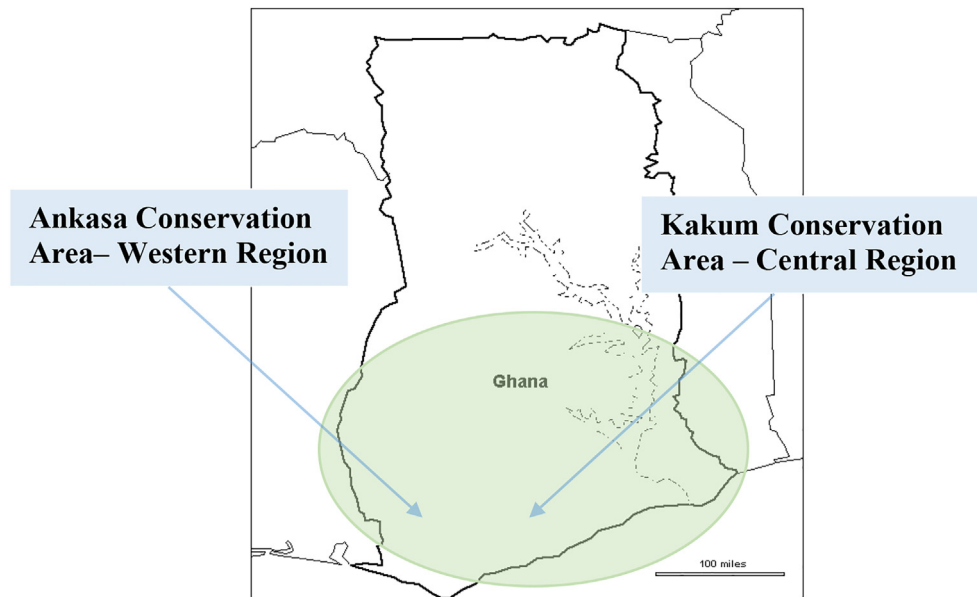 Ankasa Conservation
Area– Western Region
Kakum Conservation
Area – Central Region
Ghana
100 miles